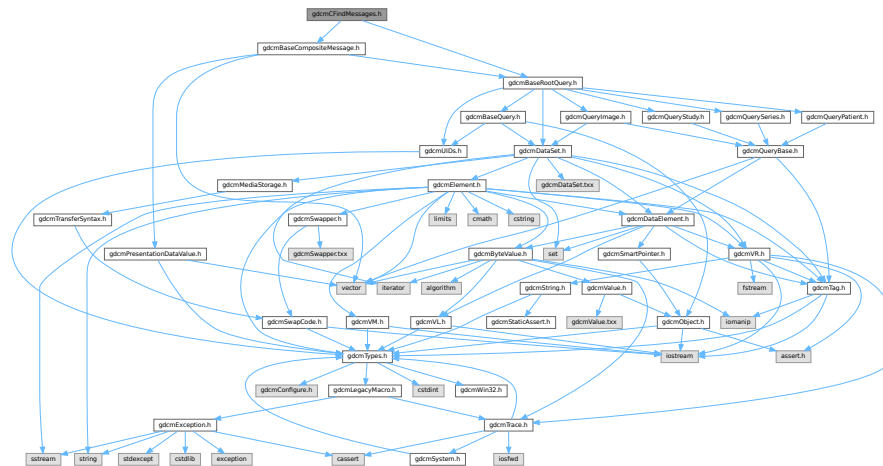 gdcmCFindMessages.h
gdcmBaseCompositeMessage.h
gdcmBaseRootQuery.h
gdcmBaseQuery.h
gdcmQueryImage.h
gdcmQueryStudy.h
gdcmQuerySeries.h
gdcmQueryPatient.h
gdcmUIDs.h
gdcmDataSet.h
gdcmQueryBase.h
gdcmMediaStorage.h
gdcmElement.h
gdcmDataSet.txx
gdcmTransferSyntax.h
gdcmSwapper.h
limits
cmath
cstring
gdcmDataElement.h
gdcmPresentationDataValue.h
gdcmSwapper.txx
gdcmByteValue.h
set
gdcmSmartPointer.h
gdcmVR.h
vector
iterator
algorithm
gdcmString.h
gdcmValue.h
fstream
gdcmTag.h
gdcmSwapCode.h
gdcmVM.h
gdcmVL.h
gdcmStaticAssert.h
gdcmValue.txx
gdcmObject.h
iomanip
gdcmTypes.h
iostream
assert.h
gdcmConfigure.h
gdcmLegacyMacro.h
cstdint
gdcmWin32.h
gdcmException.h
gdcmTrace.h
sstream
string
stdexcept
cstdlib
exception
cassert
gdcmSystem.h
iosfwd